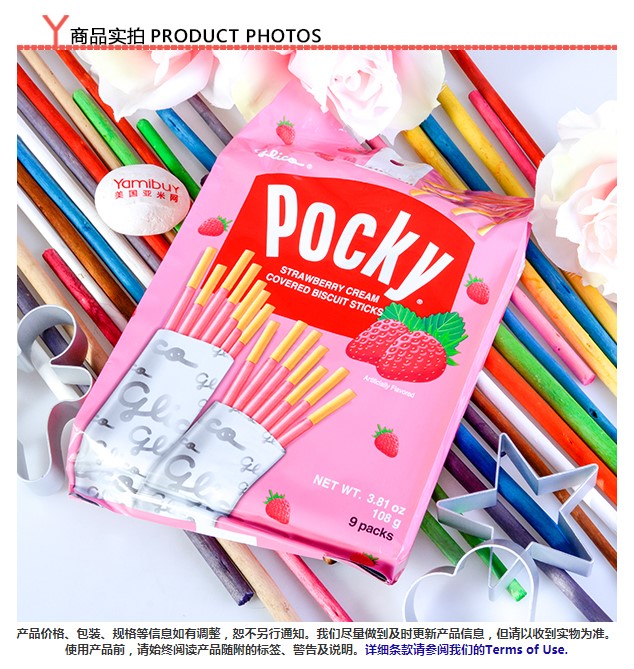 Y 商品实拍 PRODUCT PHOTOS
Yamibuy
美国亚米网
Glico®
Pocky®
STRAWBERRY CREAM
COVERED BISCUIT STICKS
Artificially Flavored
Glico
Glico
NET WT. 3.81 oz
108 g
9 packs
产品价格、包装、规格等信息如有调整，恕不另行通知。我们尽量做到及时更新产品信息，但请以收到实物为准。
使用产品前，请始终阅读产品随附的标签、警告及说明。详细条款请参阅我们的Terms of Use.